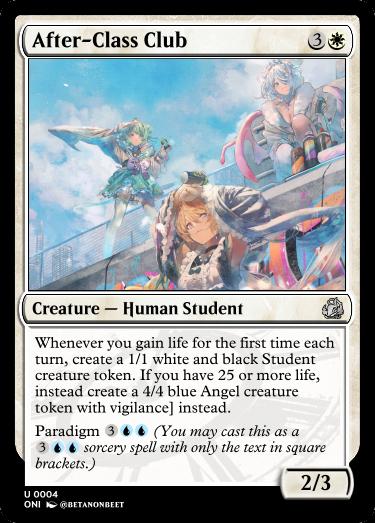 After-Class Club 3
Creature — Human Student
Whenever you gain life for the first time each
turn, create a 1/1 white and black Student
creature token. If you have 25 or more life,
instead create a 4/4 blue Angel creature
token with vigilance] instead.
Paradigm 3 (You may cast this as a
3 sorcery spell with only the text in square
brackets.)
2/3
U 0004
ONI @BETANONBEET